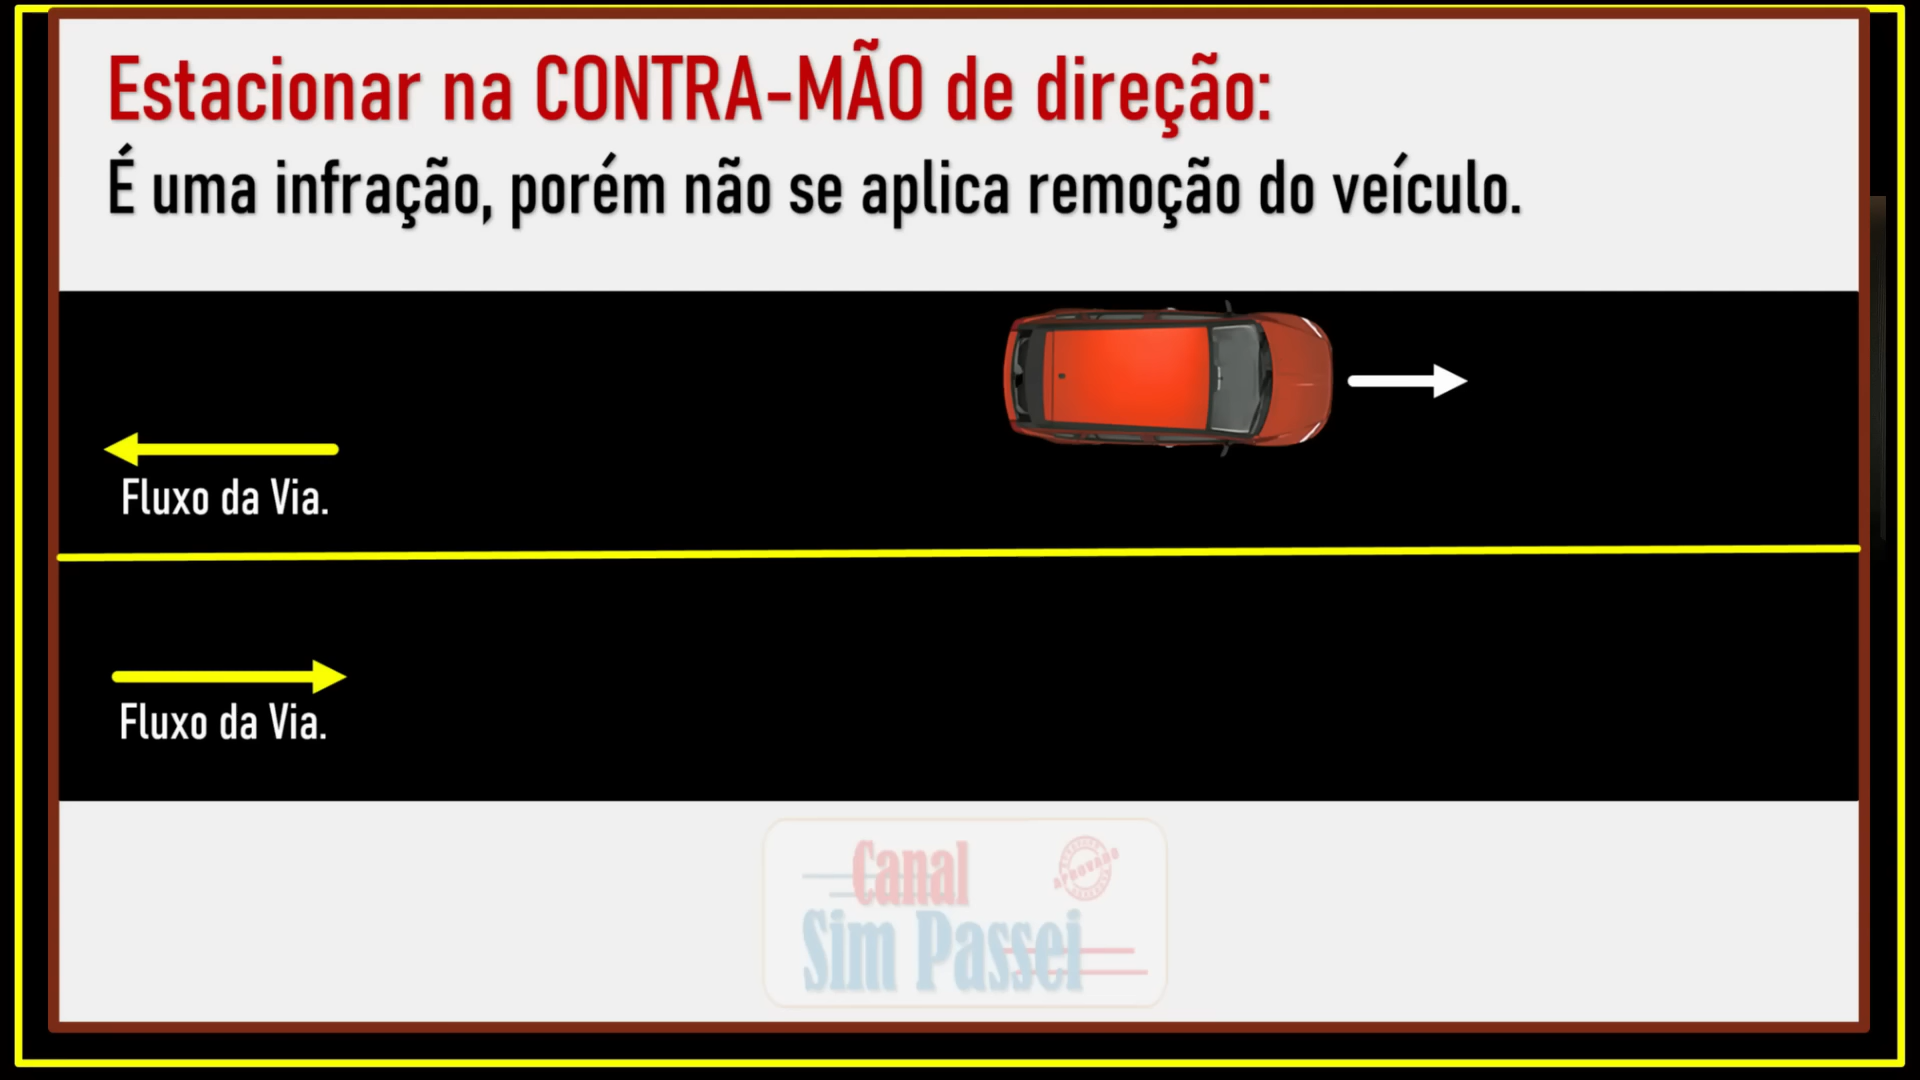 Estacionar na CONTRA-MÃO de direção:
É uma infração, porém não se aplica remoção do veículo.
Fluxo da Via.
Fluxo da Via.
Canal
APROVADO
Sim Passei